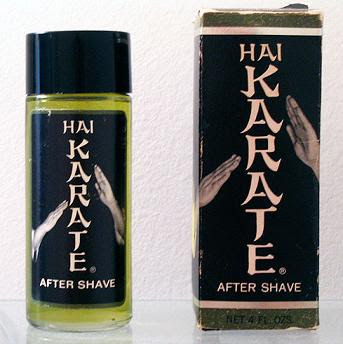 HAI
KARATE®
AFTER SHAVE
HAI
KARATE®
AFTER SHAVE
NET 4 FL. OZS.